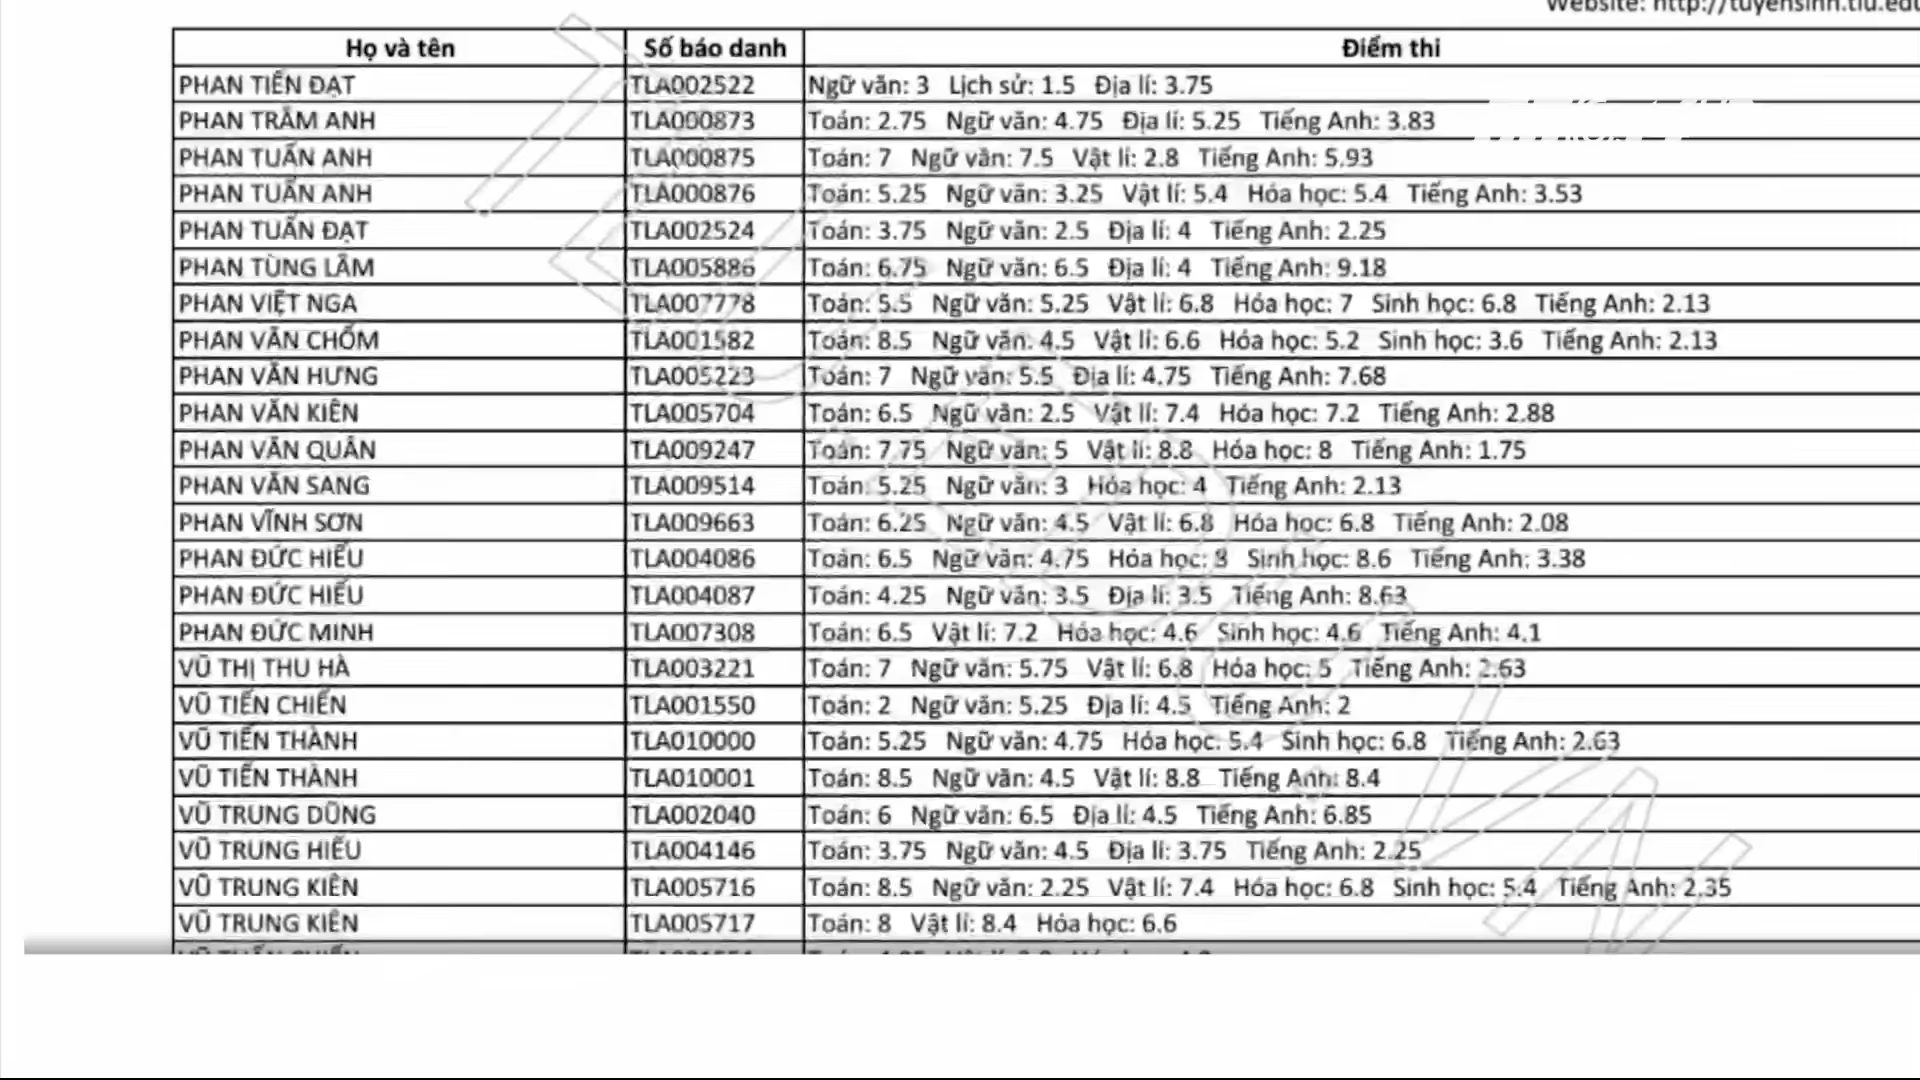 Website: http://tuyensinh.tlu.edu
Họ và tên Số báo danh Điểm thi
PHAN TIẾN ĐẠT TLA002522 Ngữ văn: 3 Lịch sử: 1.5 Địa lí: 3.75
PHAN TRÂM ANH TLA000873 Toán: 2.75 Ngữ văn: 4.75 Địa lí: 5.25 Tiếng Anh: 3.83
PHAN TUẤN ANH TLA000875 Toán: 7 Ngữ văn: 7.5 Vật lí: 2.8 Tiếng Anh: 5.93
PHAN TUẤN ANH TLA000876 Toán: 5.25 Ngữ văn: 3.25 Vật lí: 5.4 Hóa học: 5.4 Tiếng Anh: 3.53
PHAN TUẤN ĐẠT TLA002524 Toán: 3.75 Ngữ văn: 2.5 Địa lí: 4 Tiếng Anh: 2.25
PHAN TÙNG LÂM TLA005886 Toán: 6.75 Ngữ văn: 6.5 Địa lí: 4 Tiếng Anh: 9.18
PHAN VIỆT NGA TLA007778 Toán: 5.5 Ngữ văn: 5.25 Vật lí: 6.8 Hóa học: 7 Sinh học: 6.8 Tiếng Anh: 2.13
PHAN VĂN CHỐM TLA001582 Toán: 8.5 Ngữ văn: 4.5 Vật lí: 6.6 Hóa học: 5.2 Sinh học: 3.6 Tiếng Anh: 2.13
PHAN VĂN HƯNG TLA005223 Toán: 7 Ngữ văn: 5.5 Địa lí: 4.75 Tiếng Anh: 7.68
PHAN VĂN KIÊN TLA005704 Toán: 6.5 Ngữ văn: 2.5 Vật lí: 7.4 Hóa học: 7.2 Tiếng Anh: 2.88
PHAN VĂN QUÂN TLA009247 Toán: 7.75 Ngữ văn: 5 Vật lí: 8.8 Hóa học: 8 Tiếng Anh: 1.75
PHAN VĂN SANG TLA009514 Toán: 5.25 Ngữ văn: 3 Hóa học: 4 Tiếng Anh: 2.13
PHAN VĨNH SƠN TLA009663 Toán: 6.25 Ngữ văn: 4.5 Vật lí: 6.8 Hóa học: 6.8 Tiếng Anh: 2.08
PHAN ĐỨC HIẾU TLA004086 Toán: 6.5 Ngữ văn: 4.75 Hóa học: 8 Sinh học: 8.6 Tiếng Anh: 3.38
PHAN ĐỨC HIẾU TLA004087 Toán: 4.25 Ngữ văn: 3.5 Địa lí: 3.5 Tiếng Anh: 8.63
PHAN ĐỨC MINH TLA007308 Toán: 6.5 Vật lí: 7.2 Hóa học: 4.6 Sinh học: 4.6 Tiếng Anh: 4.1
VŨ THỊ THU HÀ TLA003221 Toán: 7 Ngữ văn: 5.75 Vật lí: 6.8 Hóa học: 5 Tiếng Anh: 2.63
VŨ TIẾN CHIẾN TLA001550 Toán: 2 Ngữ văn: 5.25 Địa lí: 4.5 Tiếng Anh: 2
VŨ TIẾN THÀNH TLA010000 Toán: 5.25 Ngữ văn: 4.75 Hóa học: 5.4 Sinh học: 6.8 Tiếng Anh: 2.63
VŨ TIẾN THÀNH TLA010001 Toán: 8.5 Ngữ văn: 4.5 Vật lí: 8.8 Tiếng Anh: 8.4
VŨ TRUNG DŨNG TLA002040 Toán: 6 Ngữ văn: 6.5 Địa lí: 4.5 Tiếng Anh: 6.85
VŨ TRUNG HIẾU TLA004146 Toán: 3.75 Ngữ văn: 4.5 Địa lí: 3.75 Tiếng Anh: 2.25
VŨ TRUNG KIÊN TLA005716 Toán: 8.5 Ngữ văn: 2.25 Vật lí: 7.4 Hóa học: 6.8 Sinh học: 5.4 Tiếng Anh: 2.35
VŨ TRUNG KIÊN TLA005717 Toán: 8 Vật lí: 8.4 Hóa học: 6.6